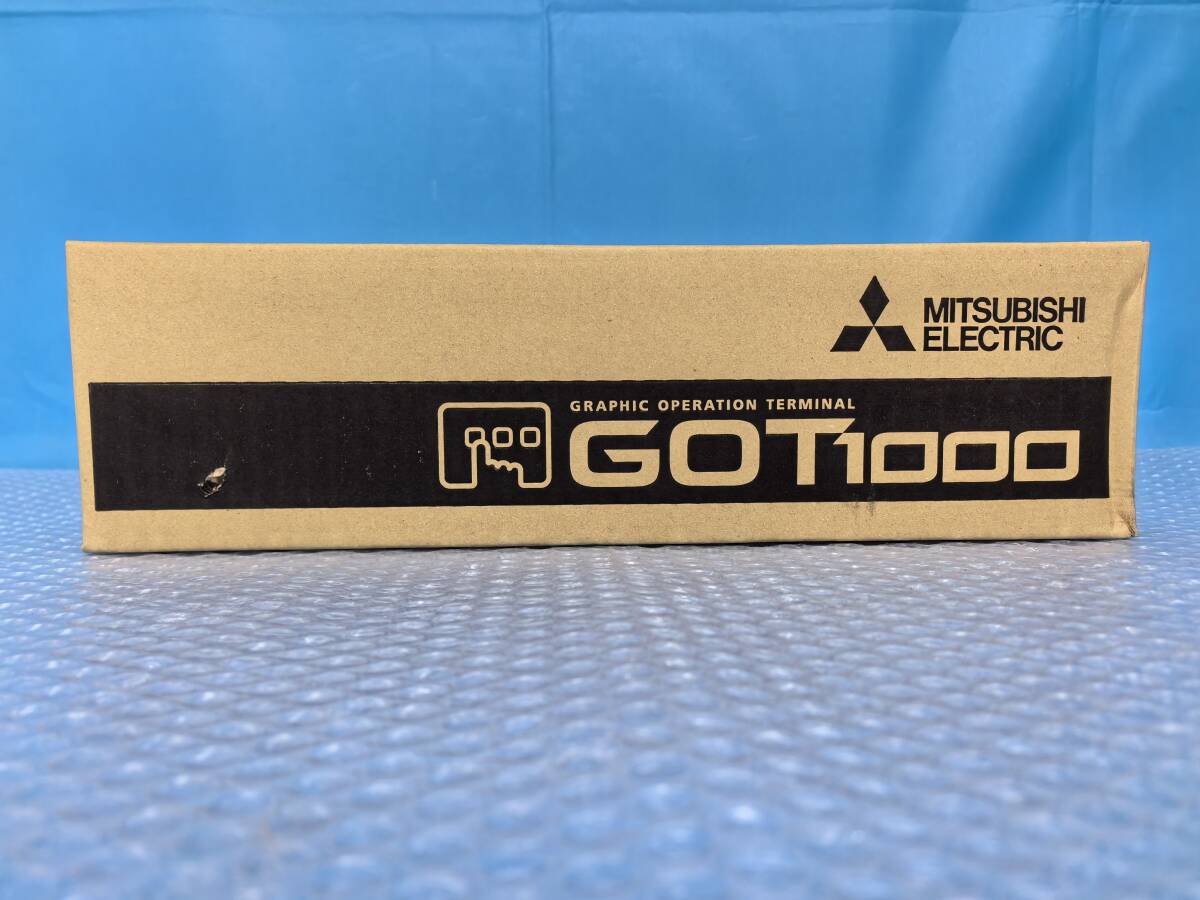 MITSUBISHI
ELECTRIC
GRAPHIC OPERATION TERMINAL
GOT1000